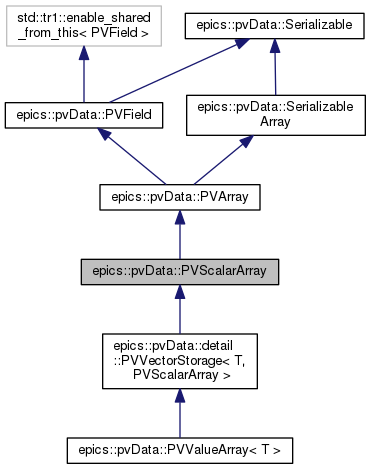 std::tr1::enable_shared
_from_this< PVField >
epics::pvData::Serializable
epics::pvData::PVField
epics::pvData::Serializable
Array
epics::pvData::PVArray
epics::pvData::PVScalarArray
epics::pvData::detail
::PVVectorStorage< T,
PVScalarArray >
epics::pvData::PVValueArray< T >